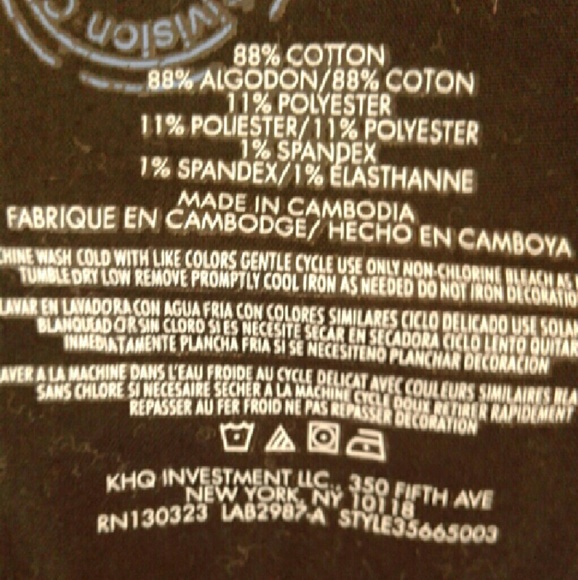 vision
88% COTTON
88% ALGODON/88% COTON
11% POLYESTER
11% POLIESTER/11% POLYESTER
1% SPANDEX
1% SPANDEX/1% ELASTHANNE
MADE IN CAMBODIA
FABRIQUE EN CAMBODGE/ HECHO EN CAMBOYA
CHINE WASH COLD WITH LIKE COLORS GENTLE CYCLE USE ONLY NON-CHLORINE BLEACH AS
TUMBLE DRY LOW REMOVE PROMPTLY COOL IRON AS NEEDED DO NOT IRON DECORATIO
LAVAR EN LAVADORA CON AGUA FRIA CON COLORES SIMILARES CICLO DELICADO USE SOLAM
BLANQUEADOR SIN CLORO SI ES NECESITE SECAR EN SECADORA CICLO LENTO QUITAR
INMEDIATAMENTE PLANCHA FRIA SI SE NECESITENO PLANCHAR DECORACION
AVER A LA MACHINE DANS L'EAU FROIDE AU CYCLE DELICAT AVEC COULEURS SIMILAIRES BLA
SANS CHLORE SI NECESAIRE SECHER A LA MACHINE CYCLE DOUX RETIRER RAPIDEMENT
REPASSER AU FER FROID NE PAS REPASSER DECORATION
KHQ INVESTMENT LLC., 350 FIFTH AVE
NEW YORK, NY 10118
RN130323 LAB2987-A STYLE35665003